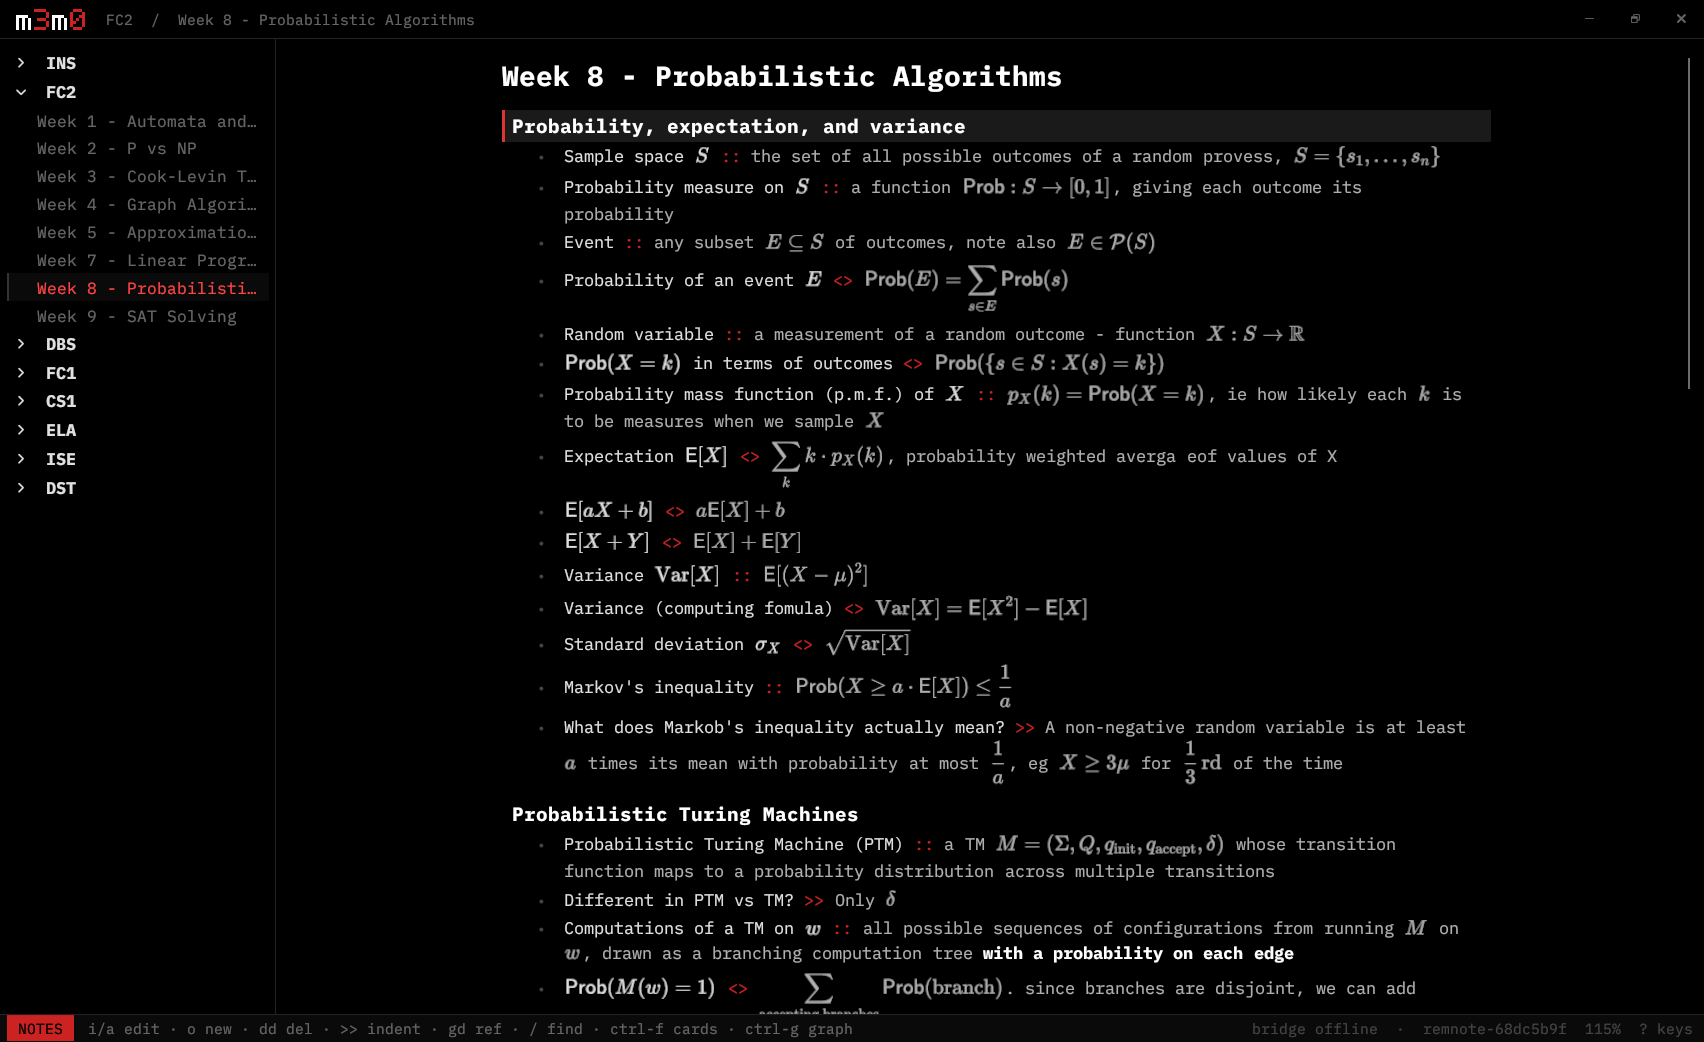 m3m0 FC2 / Week 8 - Probabilistic Algorithms
INS
FC2
Week 1 - Automata and…
Week 2 - P vs NP
Week 3 - Cook-Levin T…
Week 4 - Graph Algori…
Week 5 - Approximatio…
Week 7 - Linear Progr…
Week 8 - Probabilisti…
Week 9 - SAT Solving
DBS
FC1
CS1
ELA
ISE
DST
Week 8 - Probabilistic Algorithms
Probability, expectation, and variance
• Sample space S :: the set of all possible outcomes of a random provess, S = {s₁, …, sₙ}
• Probability measure on S :: a function Prob : S → [0, 1], giving each outcome its
probability
• Event :: any subset E ⊆ S of outcomes, note also E ∈ 𝒫(S)
• Probability of an event E <> Prob(E) = ∑_{s∈E} Prob(s)
• Random variable :: a measurement of a random outcome - function X : S → ℝ
• Prob(X = k) in terms of outcomes <> Prob({s ∈ S : X(s) = k})
• Probability mass function (p.m.f.) of X :: p_X(k) = Prob(X = k), ie how likely each k is
to be measures when we sample X
• Expectation E[X] <> ∑_k k · p_X(k), probability weighted averga eof values of X
• E[aX + b] <> aE[X] + b
• E[X + Y] <> E[X] + E[Y]
• Variance Var[X] :: E[(X − μ)²]
• Variance (computing fomula) <> Var[X] = E[X²] − E[X]
• Standard deviation σ_X <> √Var[X]
• Markov's inequality :: Prob(X ≥ a · E[X]) ≤ 1/a
• What does Markob's inequality actually mean? >> A non-negative random variable is at least
a times its mean with probability at most 1/a, eg X ≥ 3μ for 1/3 rd of the time
Probabilistic Turing Machines
• Probabilistic Turing Machine (PTM) :: a TM M = (Σ, Q, q_init, q_accept, δ) whose transition
function maps to a probability distribution across multiple transitions
• Different in PTM vs TM? >> Only δ
• Computations of a TM on w :: all possible sequences of configurations from running M on
w, drawn as a branching computation tree with a probability on each edge
• Prob(M(w) = 1) <> ∑_{accepting branches} Prob(branch). since branches are disjoint, we can add
NOTES i/a edit · o new · dd del · >> indent · gd ref · / find · ctrl-f cards · ctrl-g graph bridge offline · remnote-68dc5b9f 115% ? keys